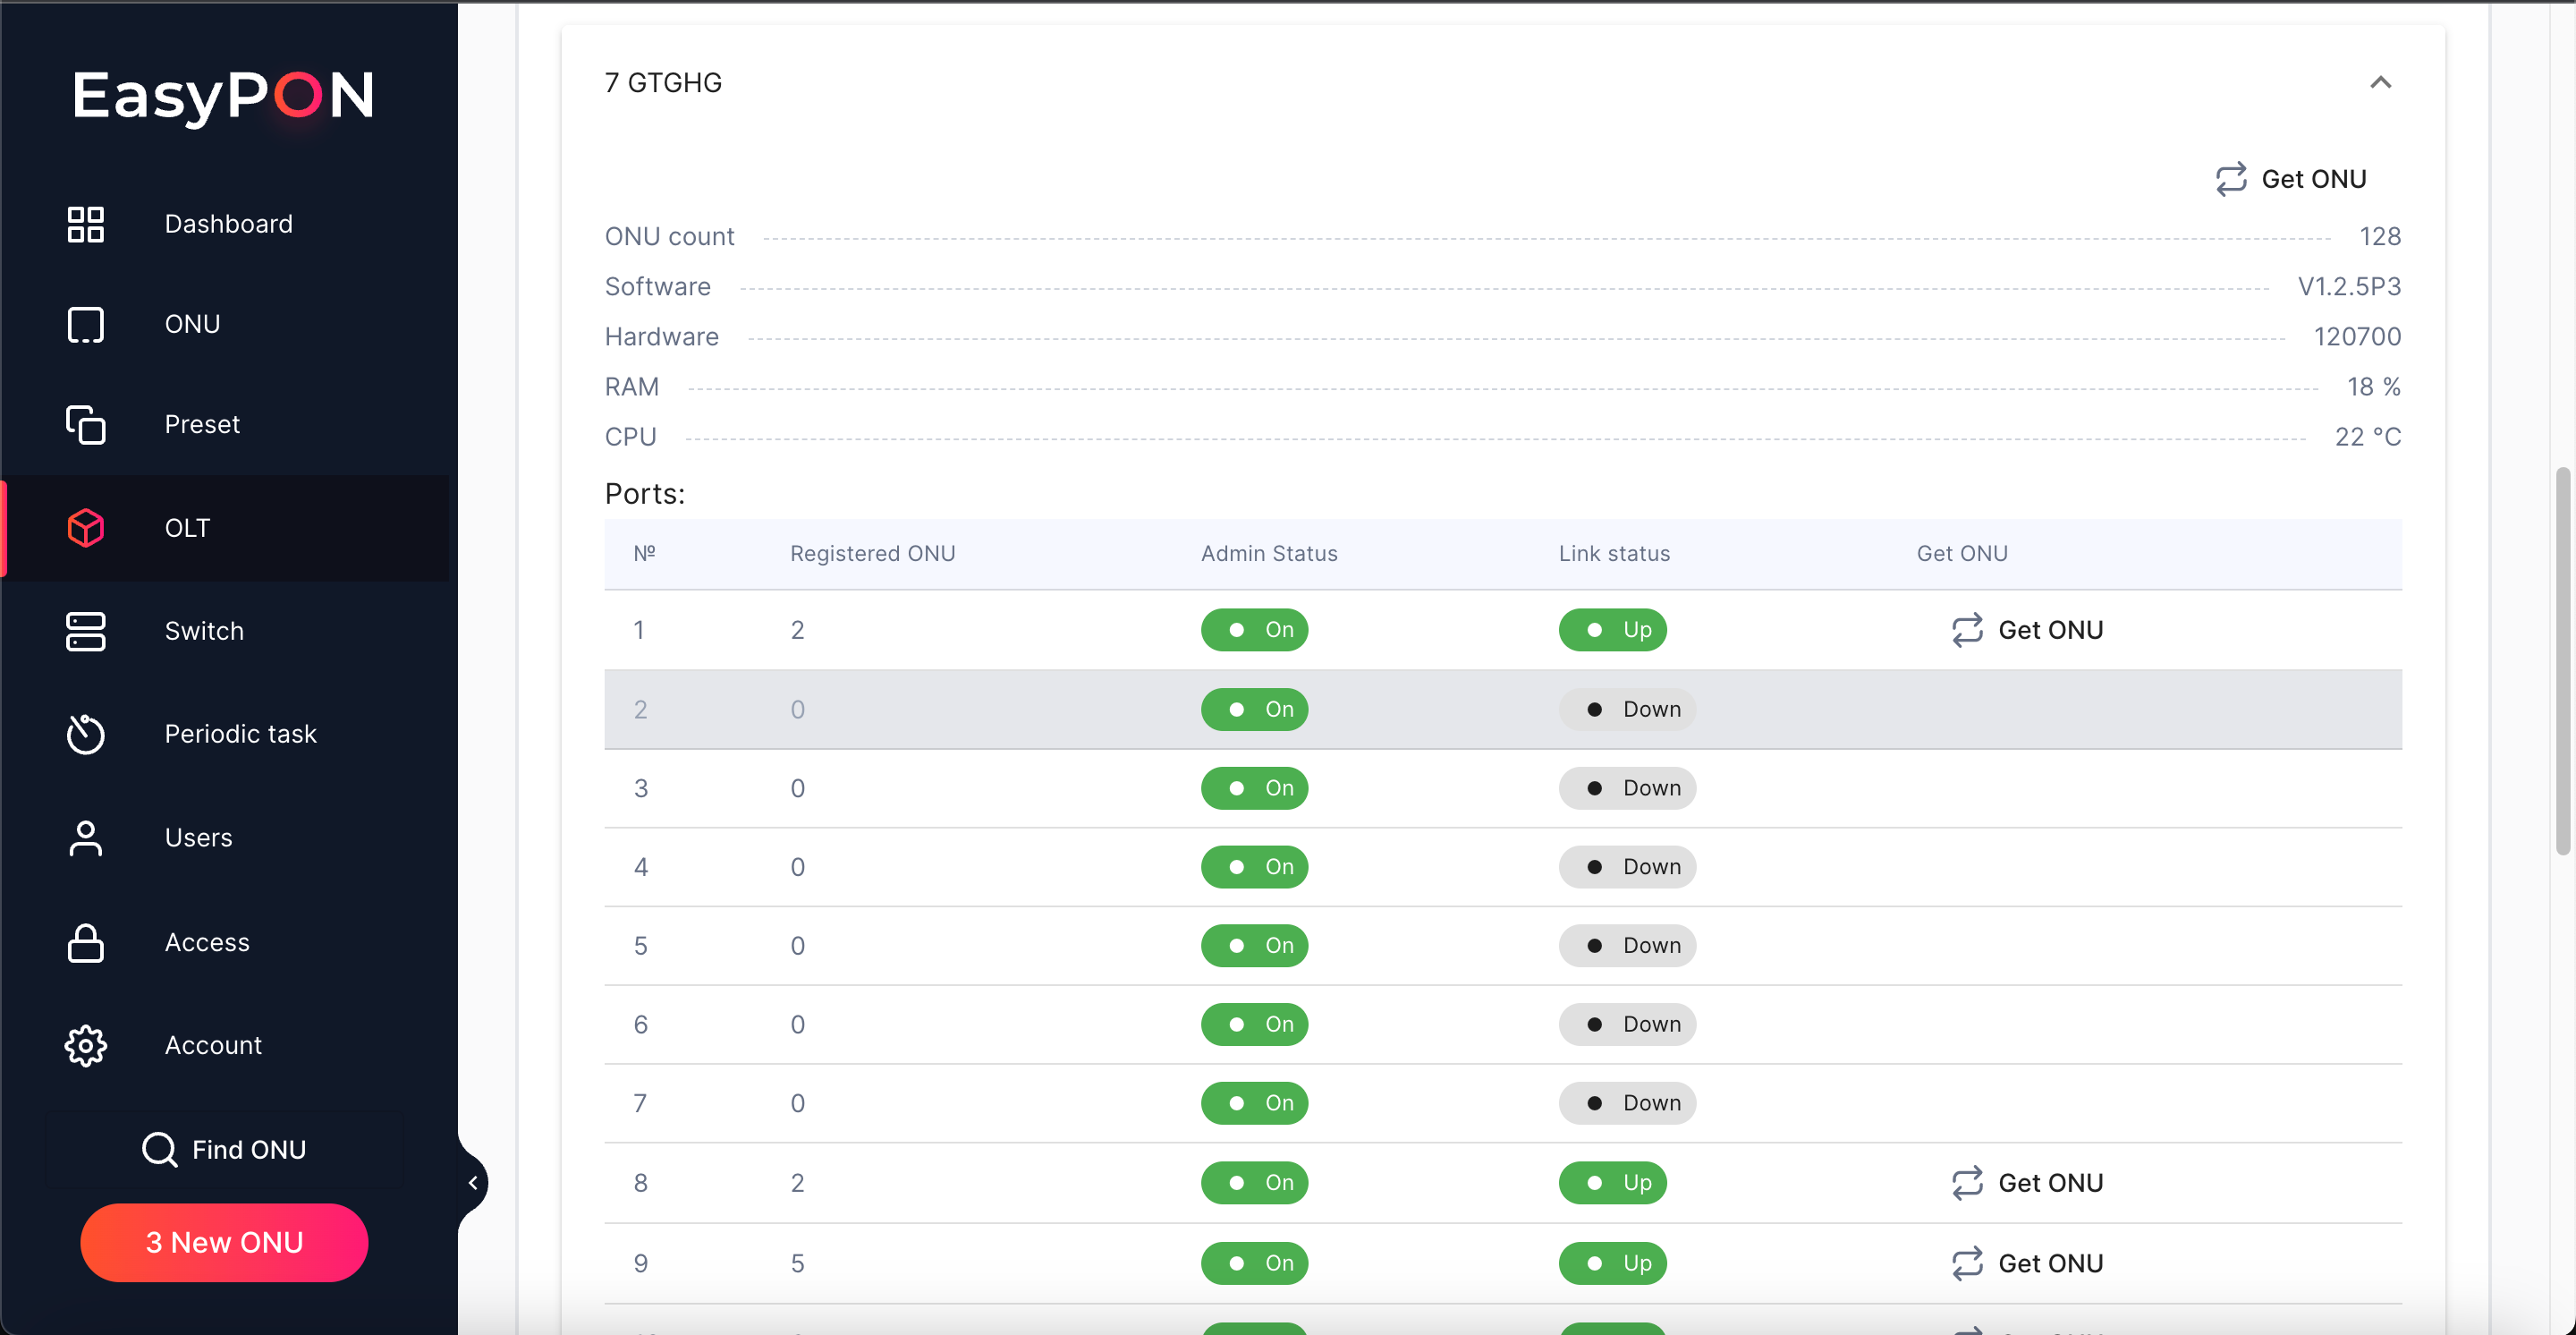 EasyPON
Dashboard
ONU
Preset
OLT
Switch
Periodic task
Users
Access
Account
Find ONU
3 New ONU
7 GTGHG
Get ONU
ONU count 128
Software V1.2.5P3
Hardware 120700
RAM 18 %
CPU 22 °C
Ports:
№ Registered ONU Admin Status Link status Get ONU
1 2 On Up Get ONU
2 0 On Down
3 0 On Down
4 0 On Down
5 0 On Down
6 0 On Down
7 0 On Down
8 2 On Up Get ONU
9 5 On Up Get ONU